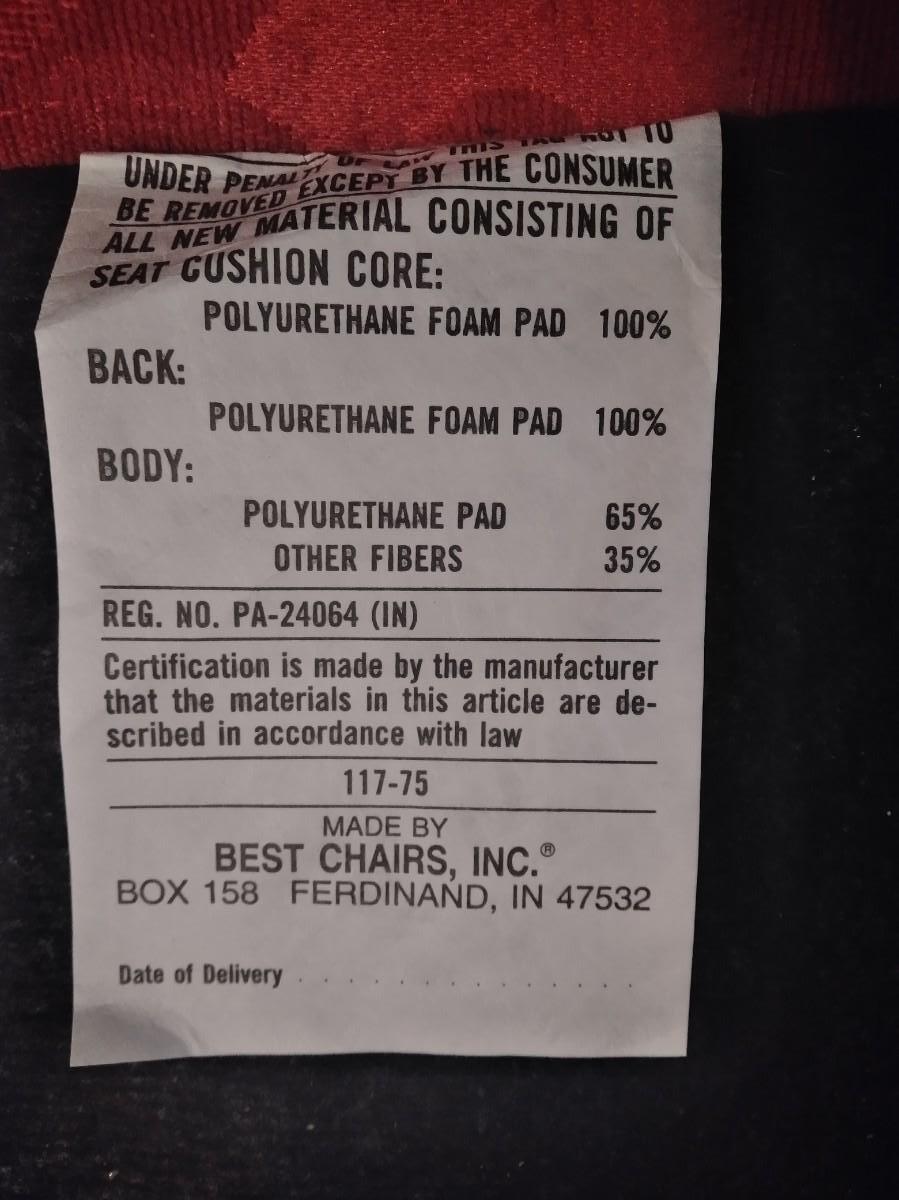 UNDER PENALTY OF LAW THIS TAG NOT TO
BE REMOVED EXCEPT BY THE CONSUMER
ALL NEW MATERIAL CONSISTING OF
SEAT CUSHION CORE:
POLYURETHANE FOAM PAD 100%
BACK:
POLYURETHANE FOAM PAD 100%
BODY:
POLYURETHANE PAD 65%
OTHER FIBERS 35%
REG. NO. PA-24064 (IN)
Certification is made by the manufacturer
that the materials in this article are de-
scribed in accordance with law
117-75
MADE BY
BEST CHAIRS, INC.®
BOX 158 FERDINAND, IN 47532
Date of Delivery . . . . . . . . . . . . . .